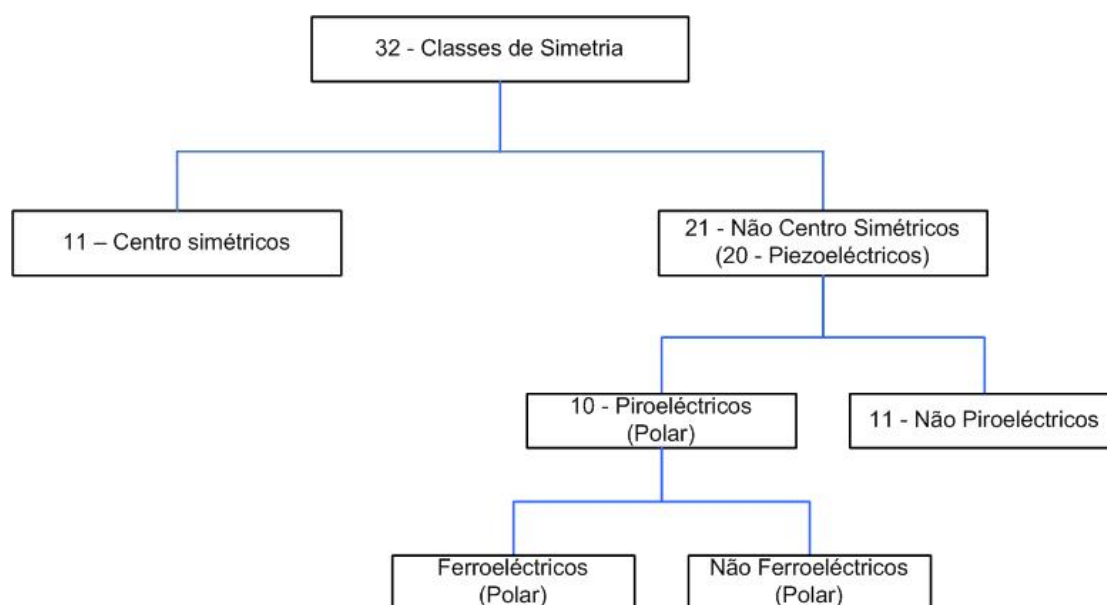 32 - Classes de Simetria
11 – Centro simétricos
21 - Não Centro Simétricos
(20 - Piezoeléctricos)
10 - Piroeléctricos
(Polar)
11 - Não Piroeléctricos
Ferroeléctricos
(Polar)
Não Ferroeléctricos
(Polar)